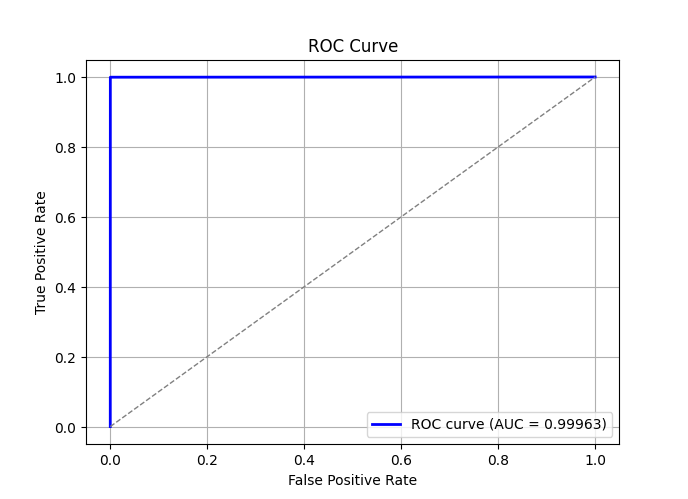 ROC Curve
True Positive Rate
1.0
0.8
0.6
0.4
0.2
0.0
ROC curve (AUC = 0.99963)
0.0 0.2 0.4 0.6 0.8 1.0
False Positive Rate